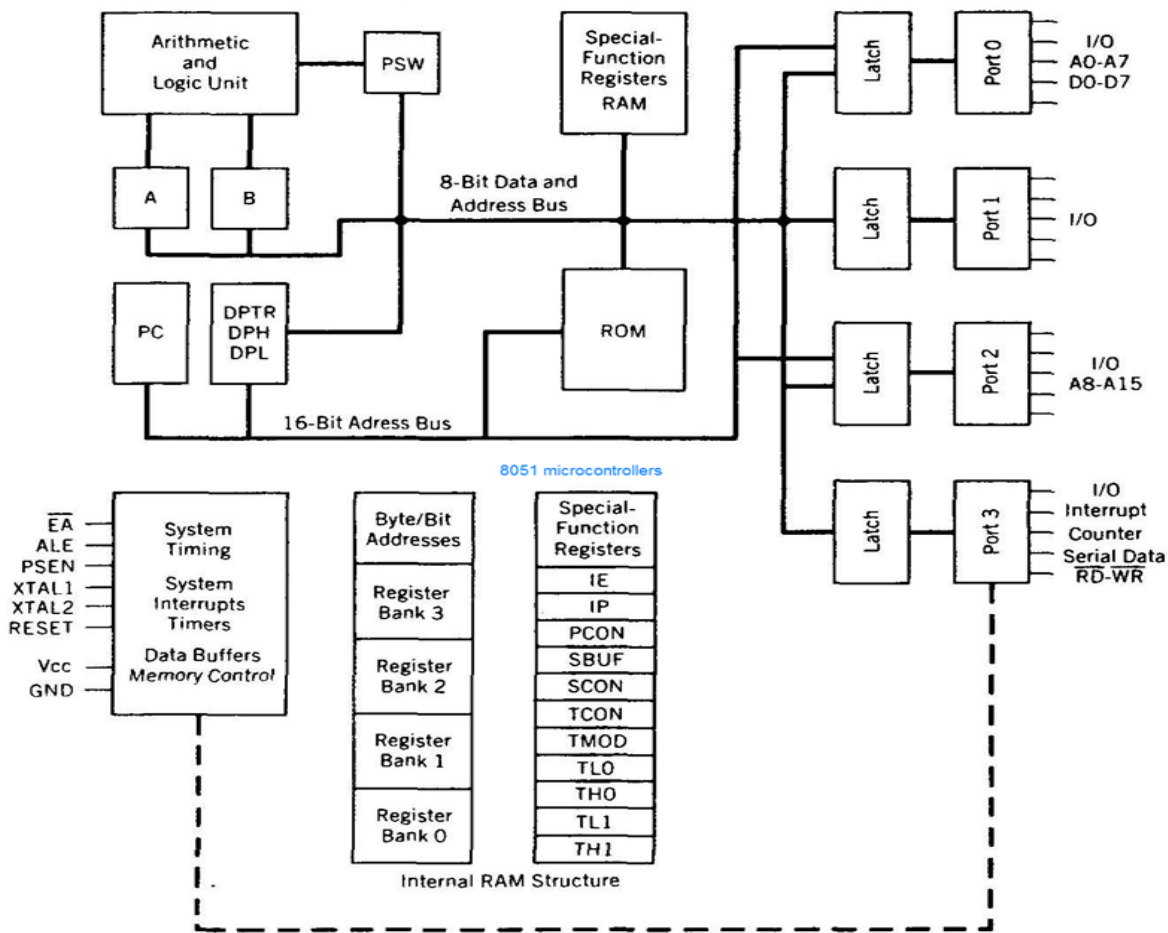 Arithmetic
and
Logic Unit
PSW
Special-
Function
Registers
RAM
Latch
Port 0
I/O
A0-A7
D0-D7
A
B
8-Bit Data and
Address Bus
Latch
Port 1
I/O
PC
DPTR
DPH
DPL
ROM
Latch
Port 2
I/O
A8-A15
16-Bit Adress Bus
8051 microcontrollers
EA
ALE
PSEN
XTAL1
XTAL2
RESET
Vcc
GND
System
Timing
System
Interrupts
Timers
Data Buffers
Memory Control
Byte/Bit
Addresses
Register
Bank 3
Register
Bank 2
Register
Bank 1
Register
Bank 0
Special-
Function
Registers
IE
IP
PCON
SBUF
SCON
TCON
TMOD
TL0
TH0
TL1
TH1
Internal RAM Structure
Latch
Port 3
I/O
Interrupt
Counter
Serial Data
RD-WR